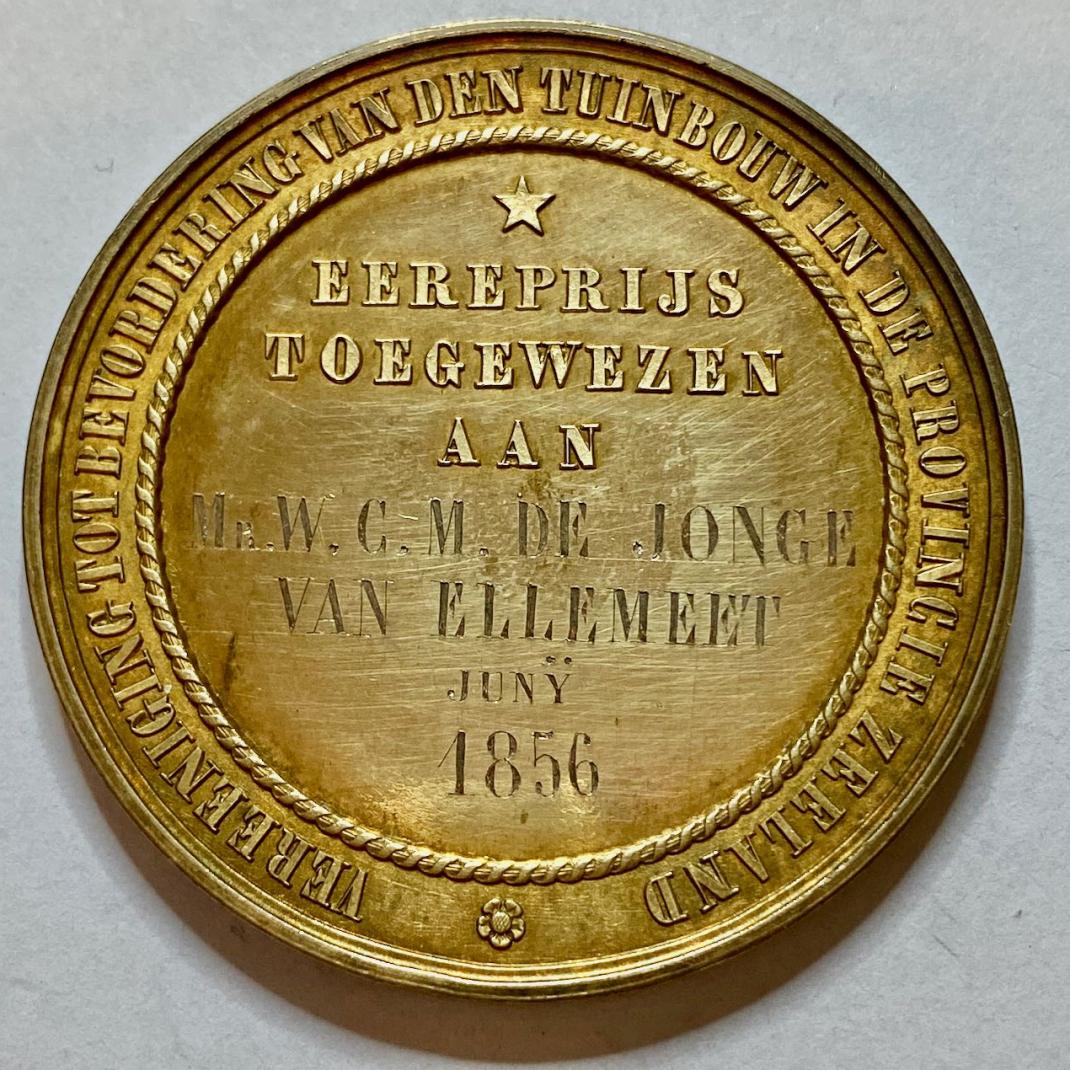 VEREENIGING TOT BEVORDERING VAN DEN TUINBOUW IN DE PROVINCIE ZEELAND
EEREPRIJS
TOEGEWEZEN
AAN
Mr. W. C. M. DE JONGE
VAN ELLEMEET
JUNŸ
1856